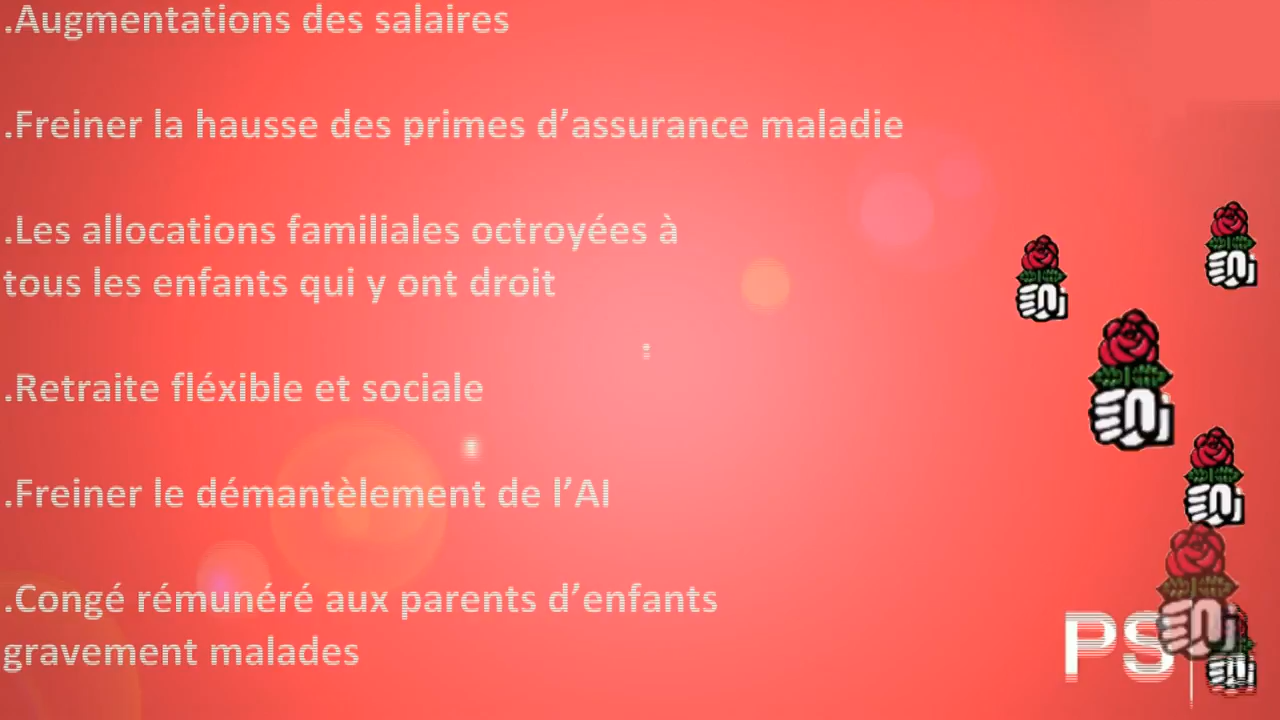 .Augmentations des salaires
.Freiner la hausse des primes d’assurance maladie
.Les allocations familiales octroyées à
tous les enfants qui y ont droit
.Retraite fléxible et sociale
.Freiner le démantèlement de l’AI
.Congé rémunéré aux parents d’enfants
gravement malades
PS